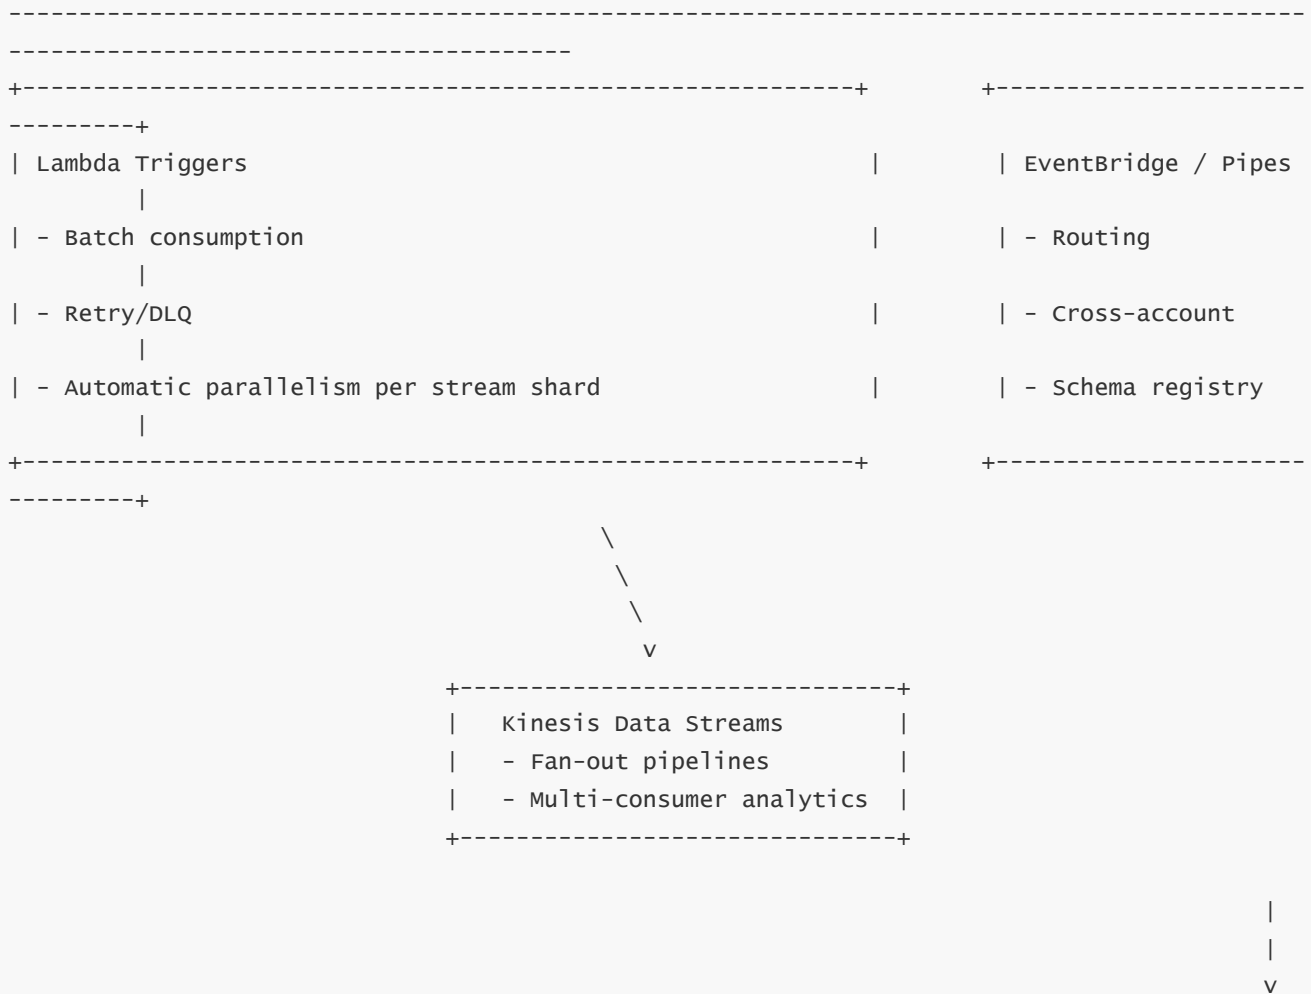 --------------------------------------------------------------------------------------------
----------------------------------------
+-----------------------------------------------------------+        +----------------------
---------+
| Lambda Triggers                                            |        | EventBridge / Pipes
         |
| - Batch consumption                                        |        | - Routing
         |
| - Retry/DLQ                                                |        | - Cross-account
         |
| - Automatic parallelism per stream shard                   |        | - Schema registry
         |
+-----------------------------------------------------------+        +----------------------
---------+
                                          \
                                           \
                                            \
                                             v
                               +-------------------------------+
                               |   Kinesis Data Streams        |
                               |   - Fan-out pipelines         |
                               |   - Multi-consumer analytics  |
                               +-------------------------------+
                                                                                         |
                                                                                         |
                                                                                         v